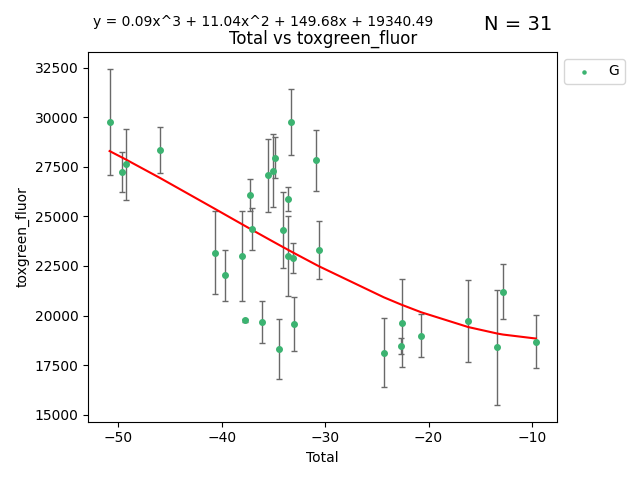 y = 0.09x^3 + 11.04x^2 + 149.68x + 19340.49
N = 31
Total vs toxgreen_fluor
G
32500
30000
27500
25000
22500
20000
17500
15000
toxgreen_fluor
−50
−40
−30
−20
−10
Total